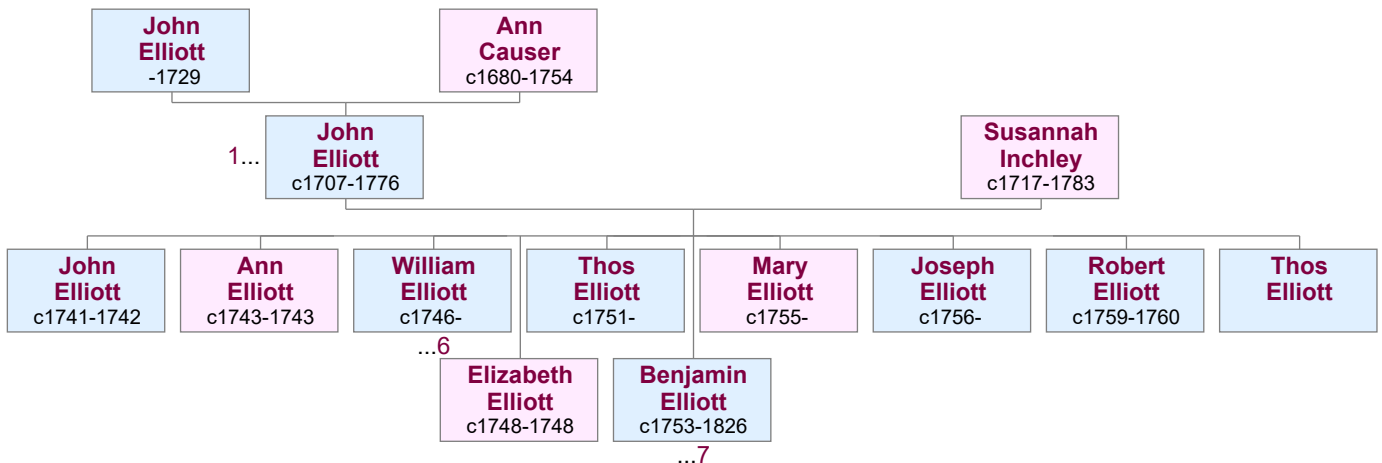 John
Elliott
-1729
Ann
Causer
c1680-1754
1...
John
Elliott
c1707-1776
Susannah
Inchley
c1717-1783
John
Elliott
c1741-1742
Ann
Elliott
c1743-1743
William
Elliott
c1746-
...6
Thos
Elliott
c1751-
Mary
Elliott
c1755-
Joseph
Elliott
c1756-
Robert
Elliott
c1759-1760
Thos
Elliott
Elizabeth
Elliott
c1748-1748
Benjamin
Elliott
c1753-1826
...7